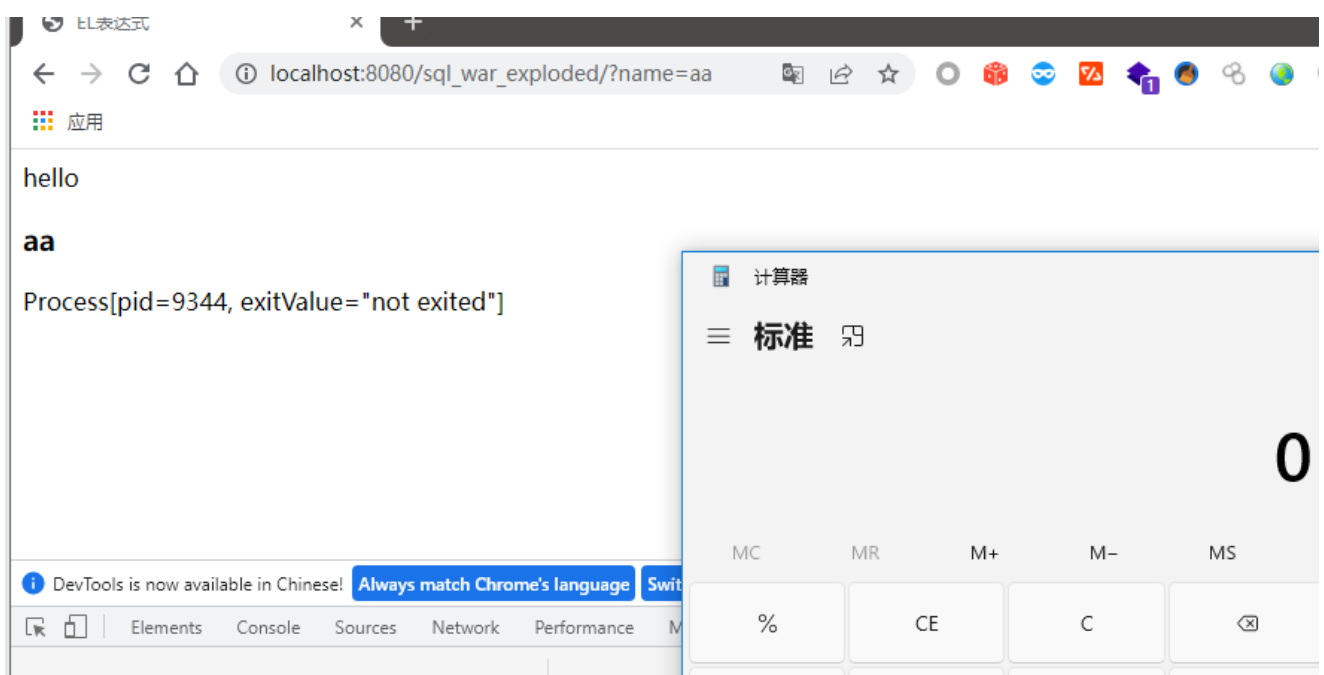 EL表达式
localhost:8080/sql_war_exploded/?name=aa
1
应用
hello
aa
Process[pid=9344, exitValue="not exited"]
计算器
标准
0
MC MR M+ M− MS
DevTools is now available in Chinese! Always match Chrome's language Swit
Elements Console Sources Network Performance M
% CE C